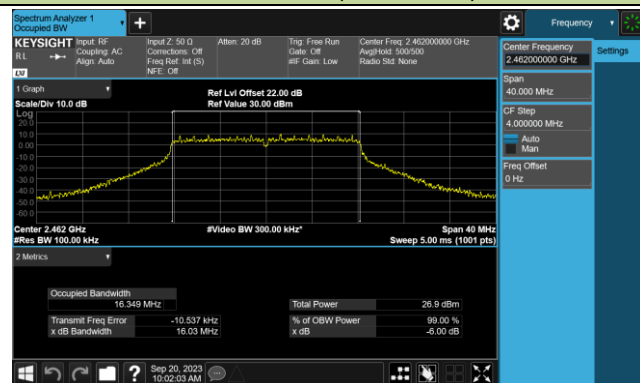 Spectrum Analyzer 1
Occupied BW
Frequency
KEYSIGHT
Input: RF
Coupling: AC
Align: Auto
Input Z: 50 Ω
Corrections: Off
Freq Ref: Int (S)
NFE: Off
Atten: 20 dB
Trig: Free Run
Gate: Off
#IF Gain: Low
Center Freq: 2.462000000 GHz
Avg|Hold: 500/500
Radio Std: None
RL
LXI
Center Frequency
2.462000000 GHz
Settings
Span
40.000 MHz
CF Step
4.000000 MHz
Auto
Man
Freq Offset
0 Hz
1 Graph
Scale/Div 10.0 dB
Ref Lvl Offset 22.00 dB
Ref Value 30.00 dBm
Log
20.0
10.0
0.00
-10.0
-20.0
-30.0
-40.0
-50.0
-60.0
Center 2.462 GHz
#Res BW 100.00 kHz
#Video BW 300.00 kHz*
Span 40 MHz
Sweep 5.00 ms (1001 pts)
2 Metrics
Occupied Bandwidth
16.349 MHz
Total Power 26.9 dBm
Transmit Freq Error -10.537 kHz
% of OBW Power 99.00 %
x dB Bandwidth 16.03 MHz
x dB -6.00 dB
?
Sep 20, 2023
10:02:03 AM